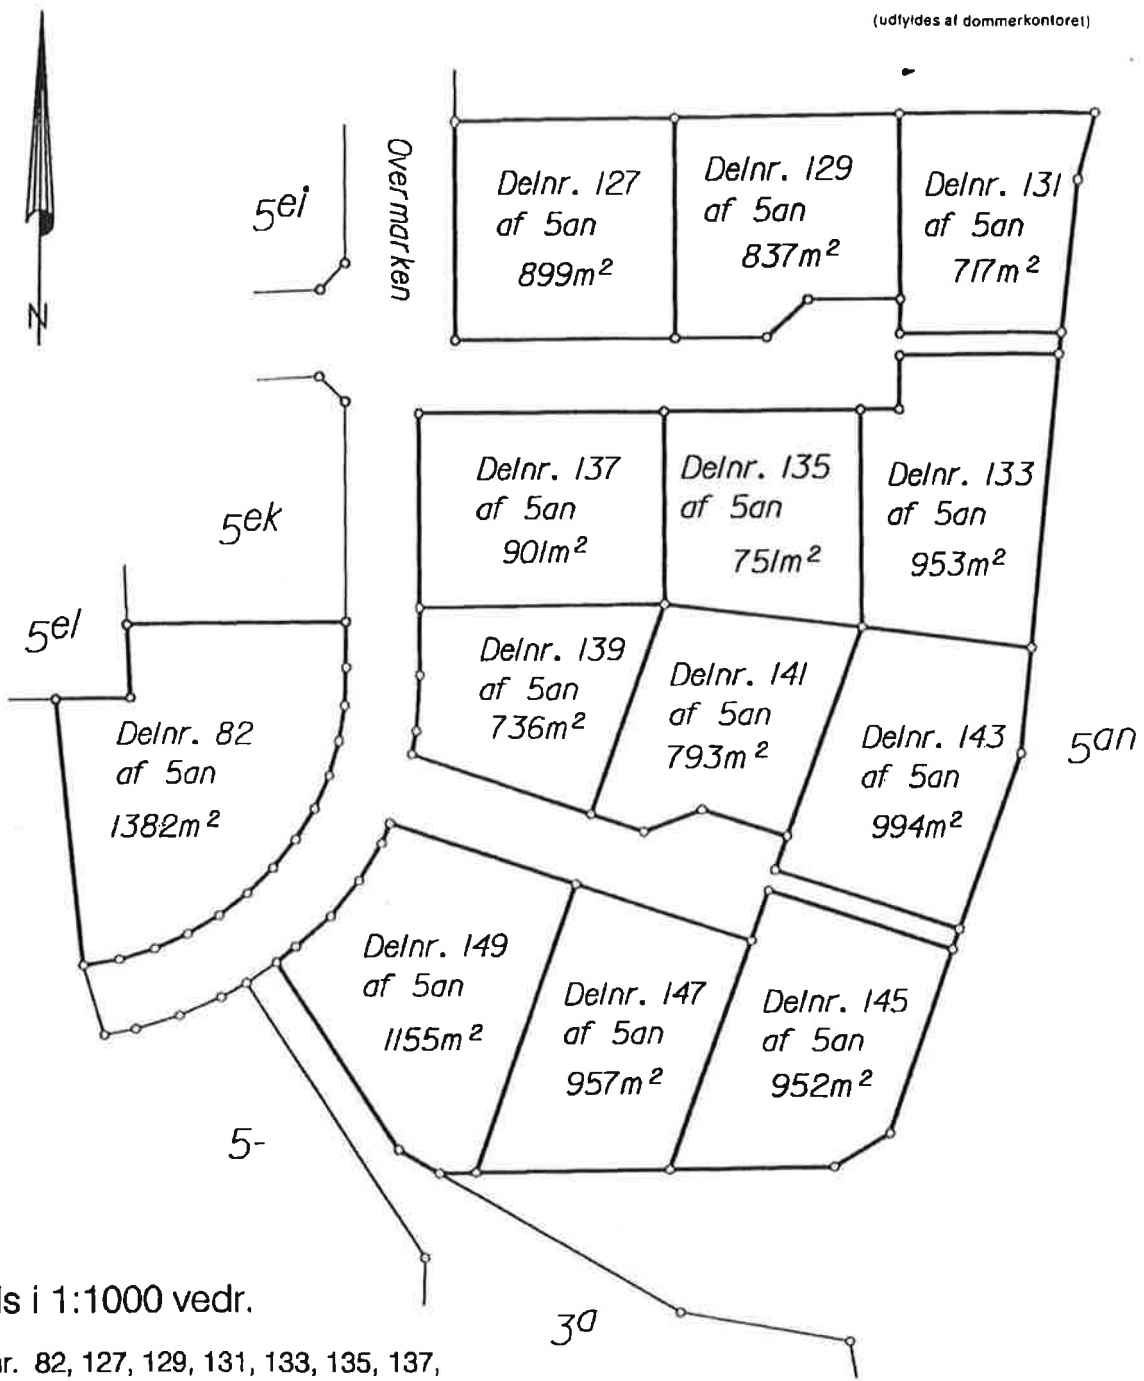 (udfyldes af dommerkontoret)
Overmarken
5ei
Delnr. 127
af 5an
899m²
Delnr. 129
af 5an
837m²
Delnr. 131
af 5an
717m²
N
5ek
Delnr. 137
af 5an
901m²
Delnr. 135
af 5an
751m²
Delnr. 133
af 5an
953m²
5el
Delnr. 82
af 5an
1382m²
Delnr. 139
af 5an
736m²
Delnr. 141
af 5an
793m²
Delnr. 143
af 5an
994m²
5an
Delnr. 149
af 5an
1155m²
Delnr. 147
af 5an
957m²
Delnr. 145
af 5an
952m²
5-
3a
i 1:1000 vedr.
82, 127, 129, 131, 133, 135, 137,